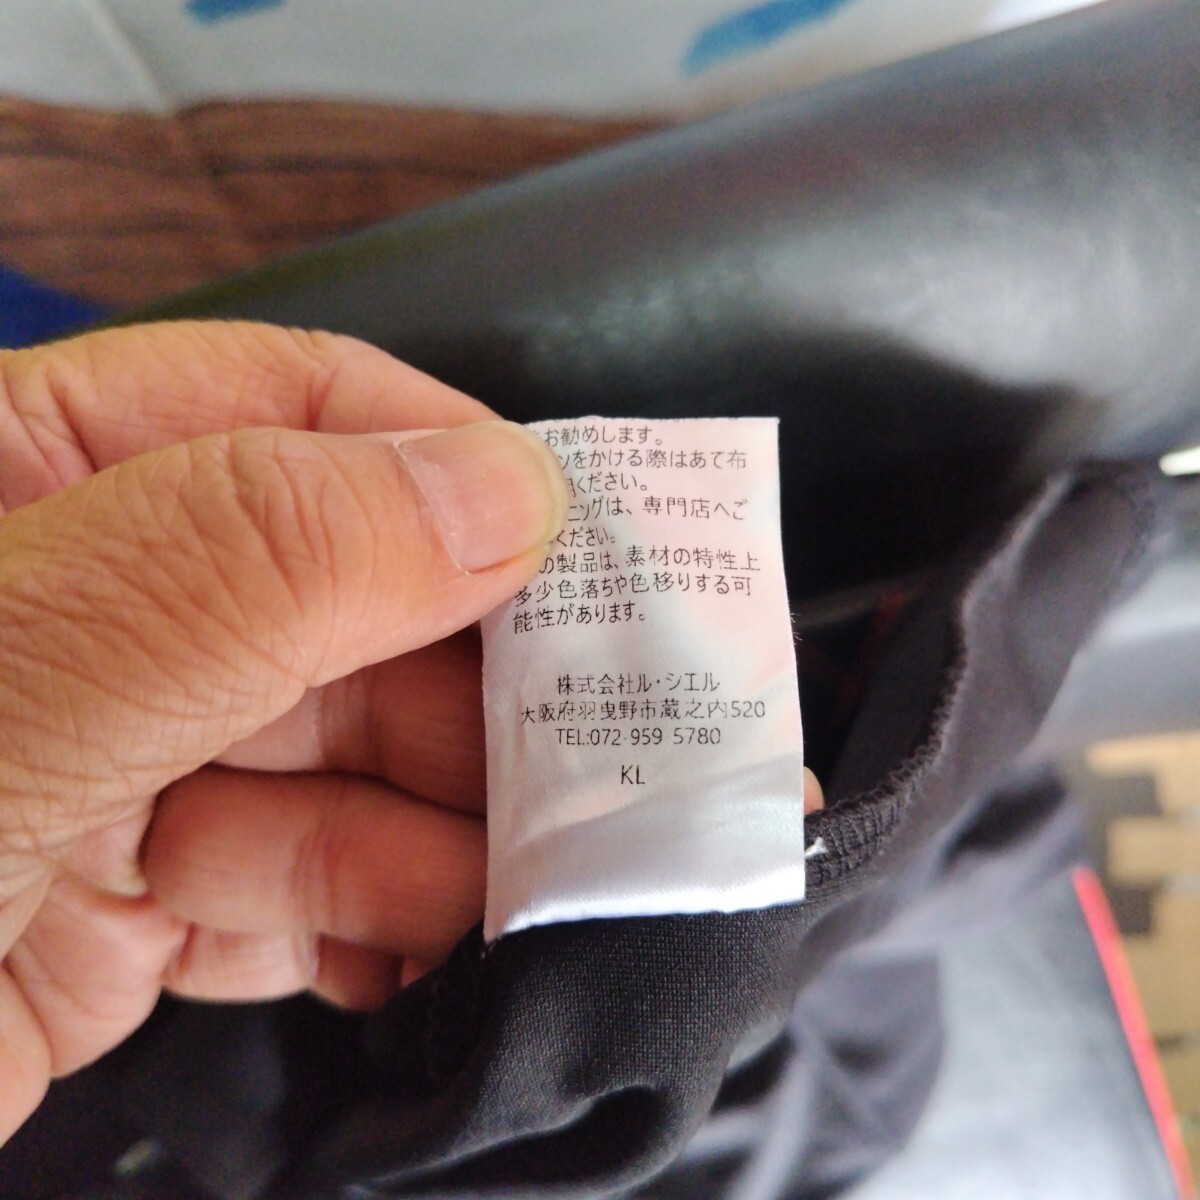 お勧めします。
ンをかける際はあて布
用ください。
ニングは、専門店へご
ください。
の製品は、素材の特性上
多少色落ちや色移りする可
能性があります。
株式会社ル・シエル
大阪府羽曳野市蔵之内520
TEL:072-959 5780
KL